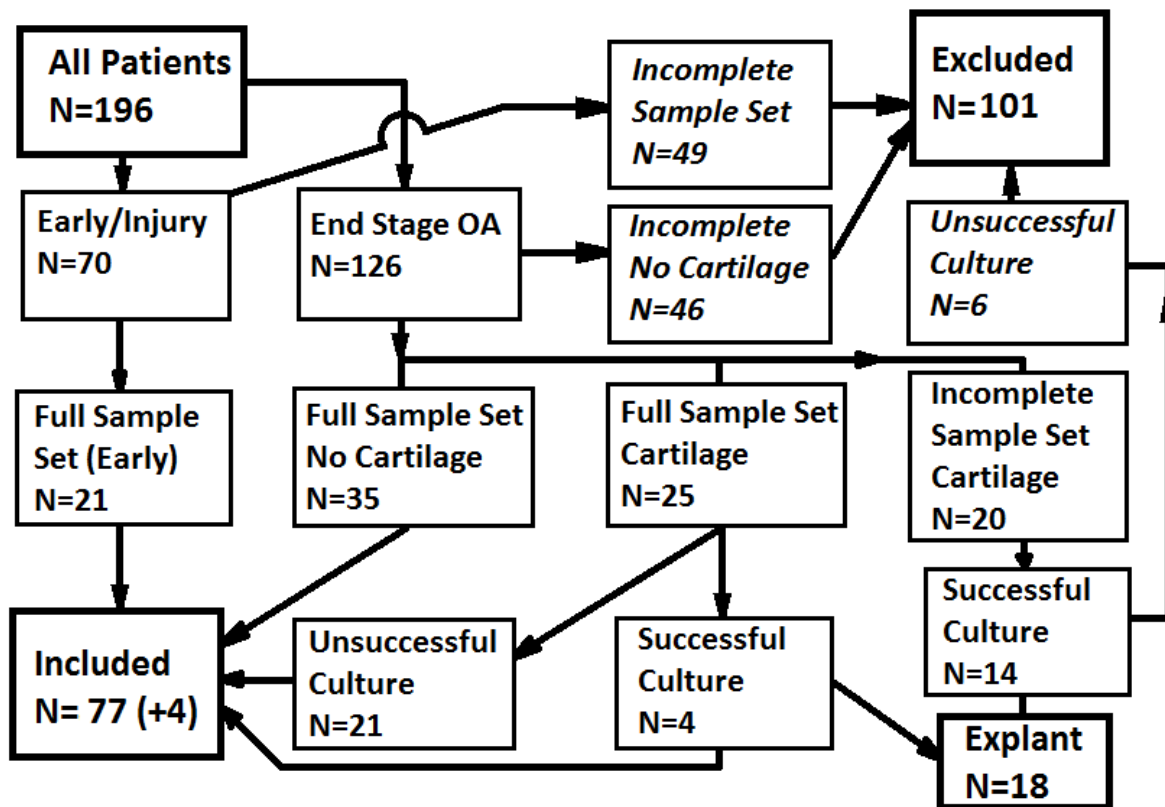 All Patients
N=196
Incomplete
Sample Set
N=49
Excluded
N=101
Early/Injury
N=70
End Stage OA
N=126
Incomplete
No Cartilage
N=46
Unsuccessful
Culture
N=6
Full Sample
Set (Early)
N=21
Full Sample Set
No Cartilage
N=35
Full Sample Set
Cartilage
N=25
Incomplete
Sample Set
Cartilage
N=20
Included
N= 77 (+4)
Unsuccessful
Culture
N=21
Successful
Culture
N=4
Successful
Culture
N=14
Explant
N=18